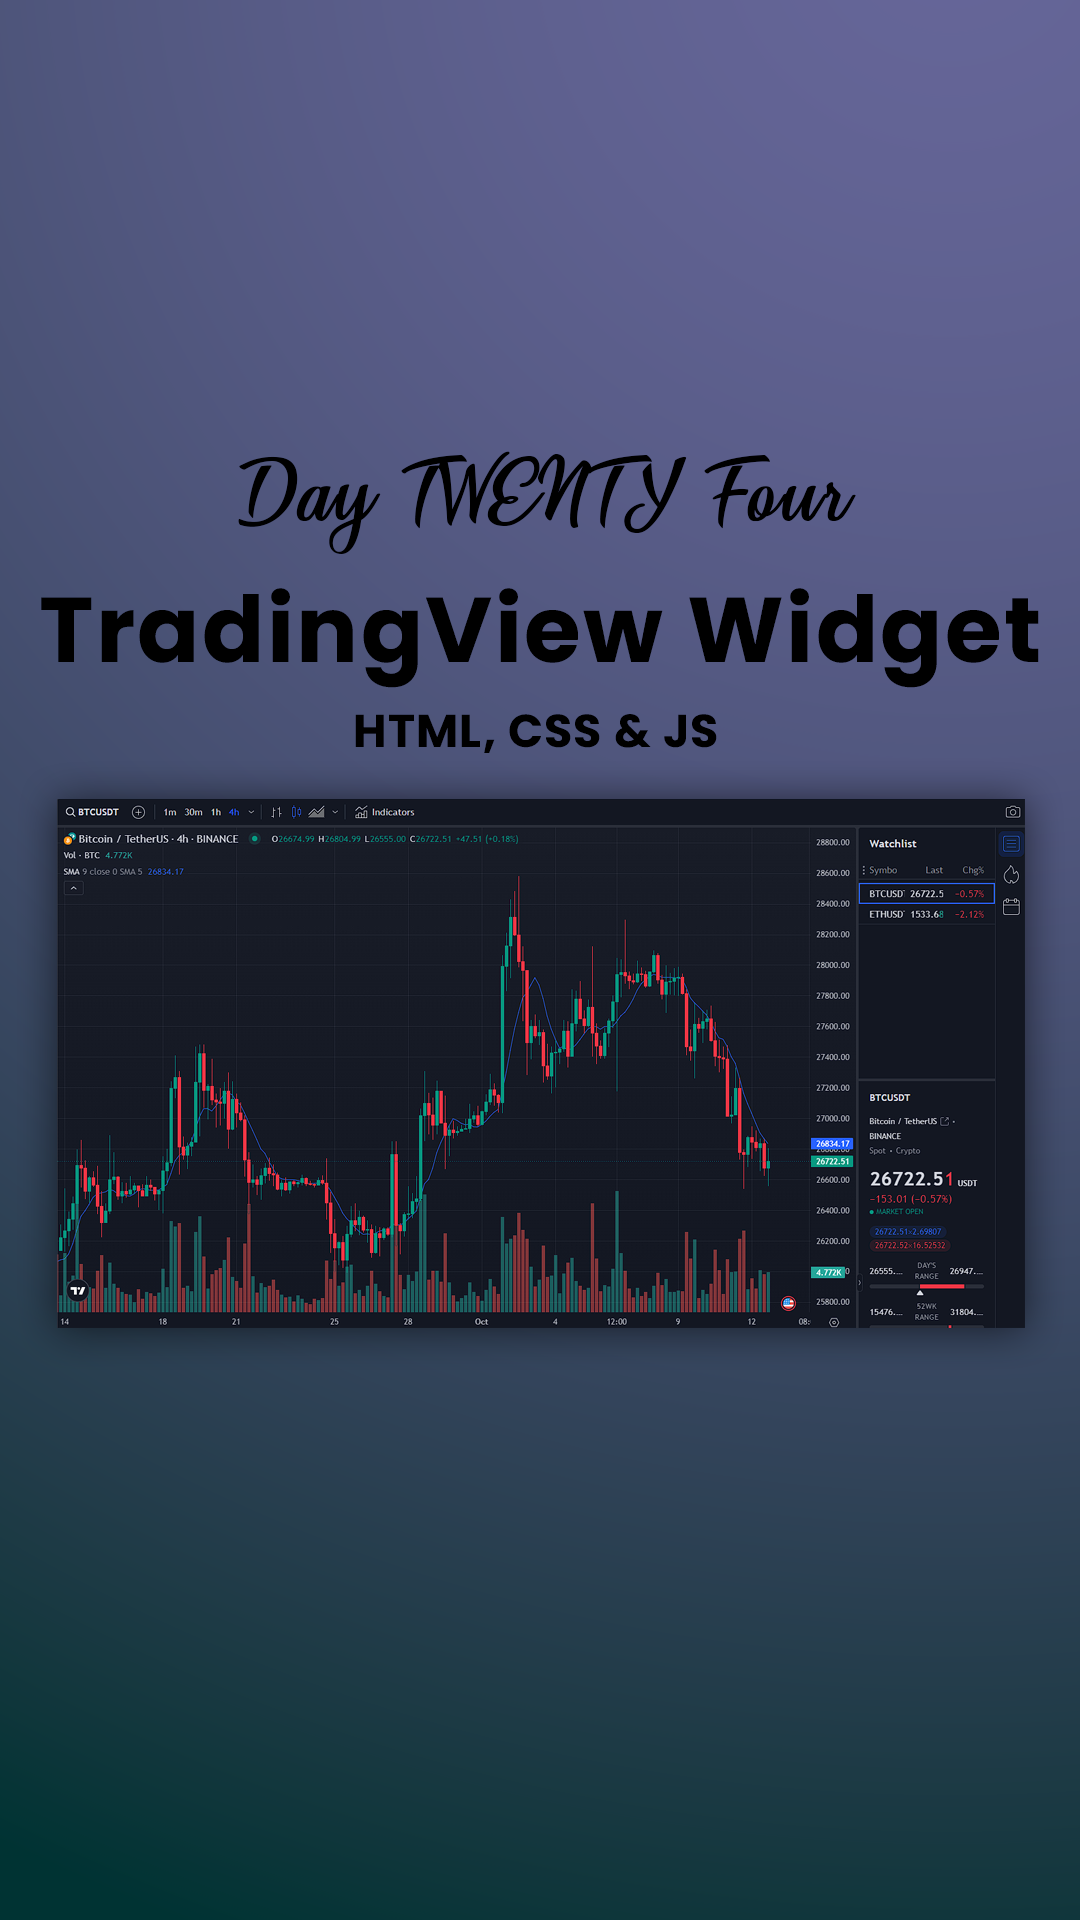 Day TWENTY Four
TradingView Widget
HTML, CSS & JS
BTCUSDT 1m 30m 1h 4h Indicators
Bitcoin / TetherUS · 4h · BINANCE O26674.99 H26804.99 L26555.00 C26722.51 +47.51 (+0.18%)
Vol · BTC 4.772K
SMA 9 close 0 SMA 5 26834.17
28800.00
28600.00
28400.00
28200.00
28000.00
27800.00
27600.00
27400.00
27200.00
27000.00
26834.17
26722.51
26600.00
26400.00
26200.00
4.772K
25800.00
14 18 21 25 28 Oct 4 12:00 9 12 08:
Watchlist
Symbo Last Chg%
BTCUSD 26722.5 −0.57%
ETHUSD 1533.68 −2.12%
BTCUSDT
Bitcoin / TetherUS
BINANCE
Spot • Crypto
26722.51 USDT
−153.01 (−0.57%)
MARKET OPEN
26722.51×2.69807
26722.52×16.52532
26555.... DAY'S RANGE 26947....
15476.... 52WK RANGE 31804....